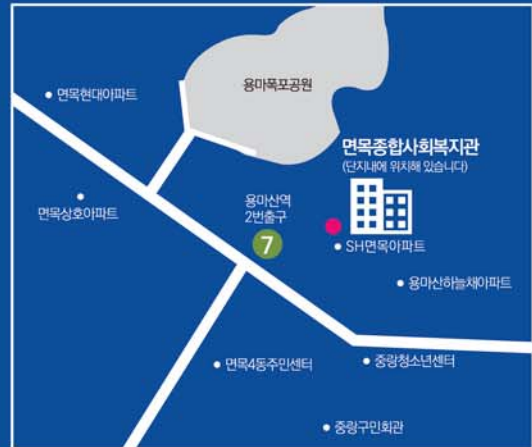 용마폭포공원
면목현대아파트
면목종합사회복지관
(단지내에 위치해 있습니다)
면목상호아파트
용마산역
2번출구
7
SH면목아파트
용마산하늘채아파트
면목4동주민센터
중랑청소년센터
중랑구민회관